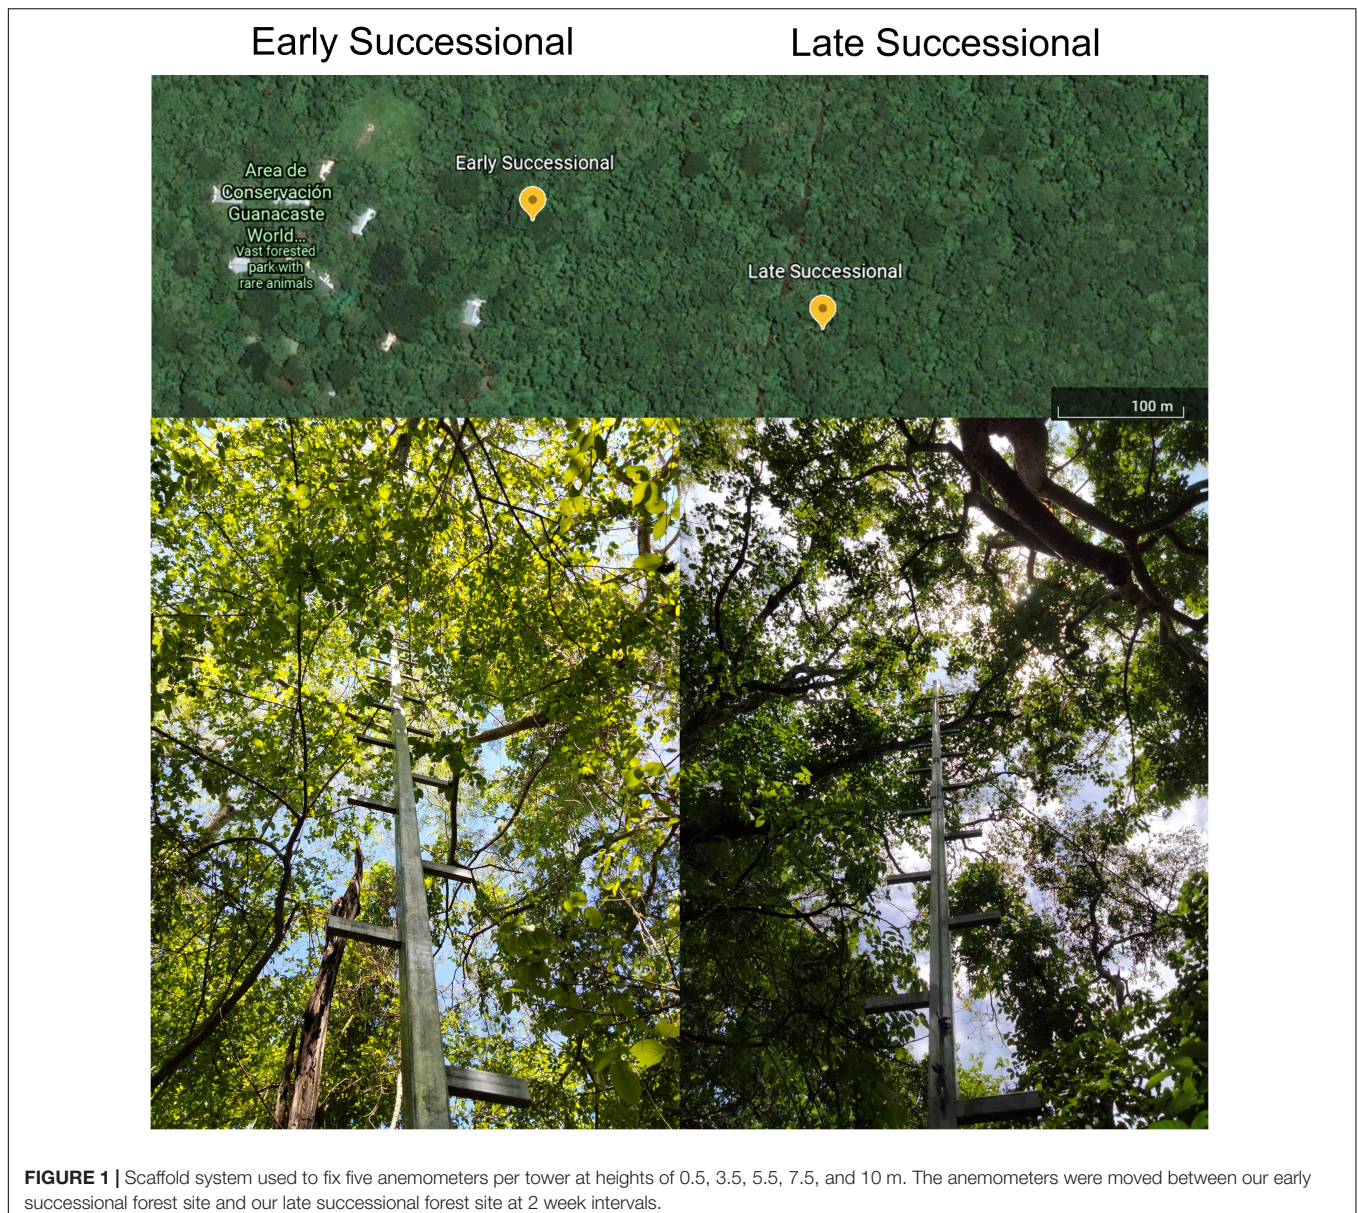 Early Successional
Late Successional
Area de
Conservación
Guanacaste
World...
Vast forested
park with
rare animals
Early Successional
Late Successional
100 m
FIGURE 1 | Scaffold system used to fix five anemometers per tower at heights of 0.5, 3.5, 5.5, 7.5, and 10 m. The anemometers were moved between our early
successional forest site and our late successional forest site at 2 week intervals.